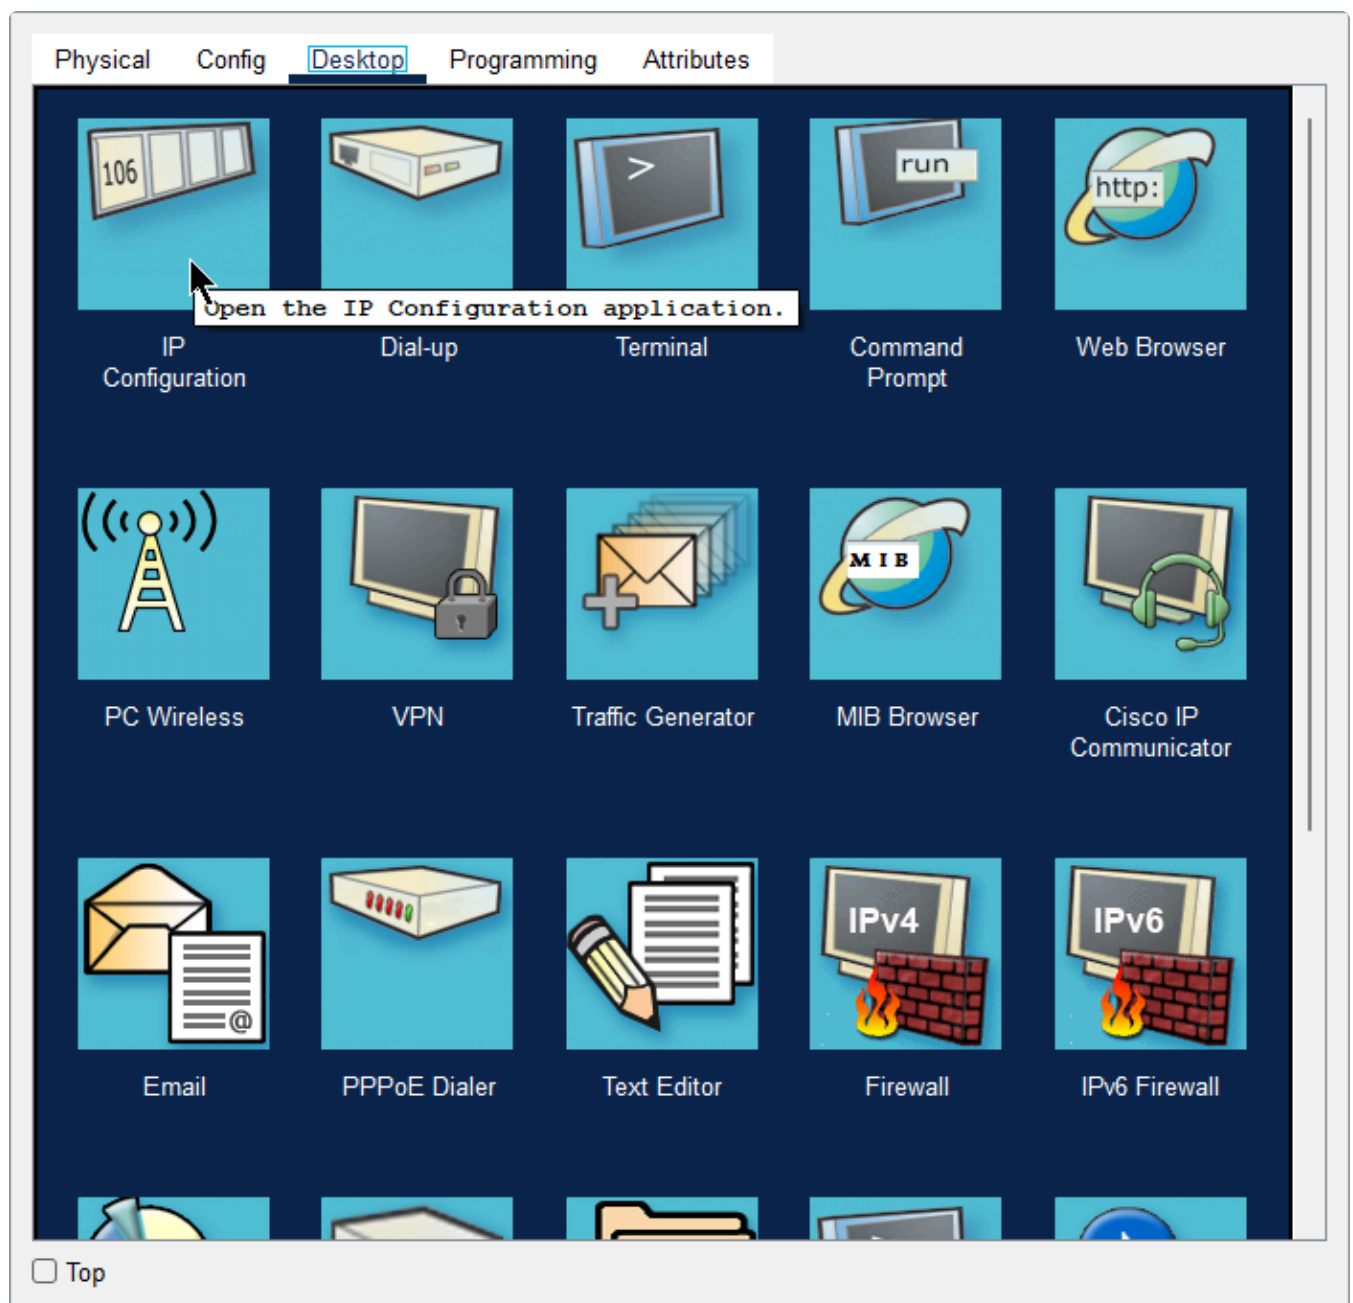 Physical Config Desktop Programming Attributes
106
>
run
http:
Open the IP Configuration application.
IP
Configuration
Dial-up
Terminal
Command
Prompt
Web Browser
MIB
PC Wireless
VPN
Traffic Generator
MIB Browser
Cisco IP
Communicator
@
IPv4
IPv6
Email
PPPoE Dialer
Text Editor
Firewall
IPv6 Firewall
Top